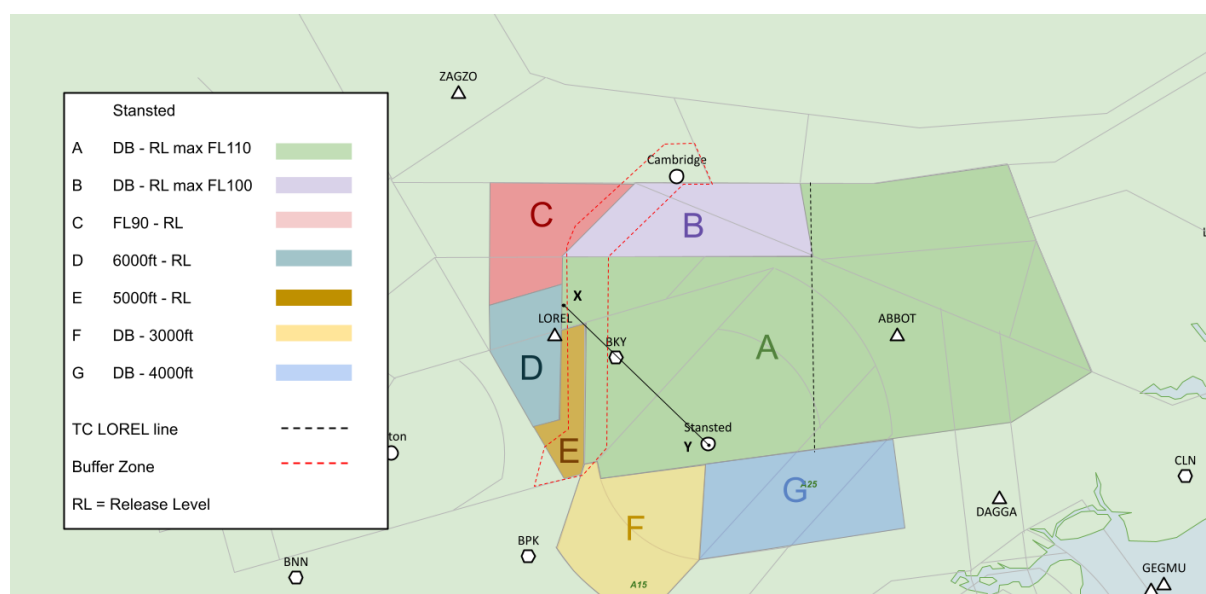 ZAGZO
Stansted
A DB - RL max FL110
B DB - RL max FL100
C FL90 - RL
D 6000ft - RL
E 5000ft - RL
F DB - 3000ft
G DB - 4000ft
TC LOREL line
Buffer Zone
RL = Release Level
Cambridge
C
B
L
X
LOREL
BKY
ABBOT
A
D
Stansted
Y
ton
E
CLN
G
A25
DAGGA
F
BPK
BNN
GEGMU
A15